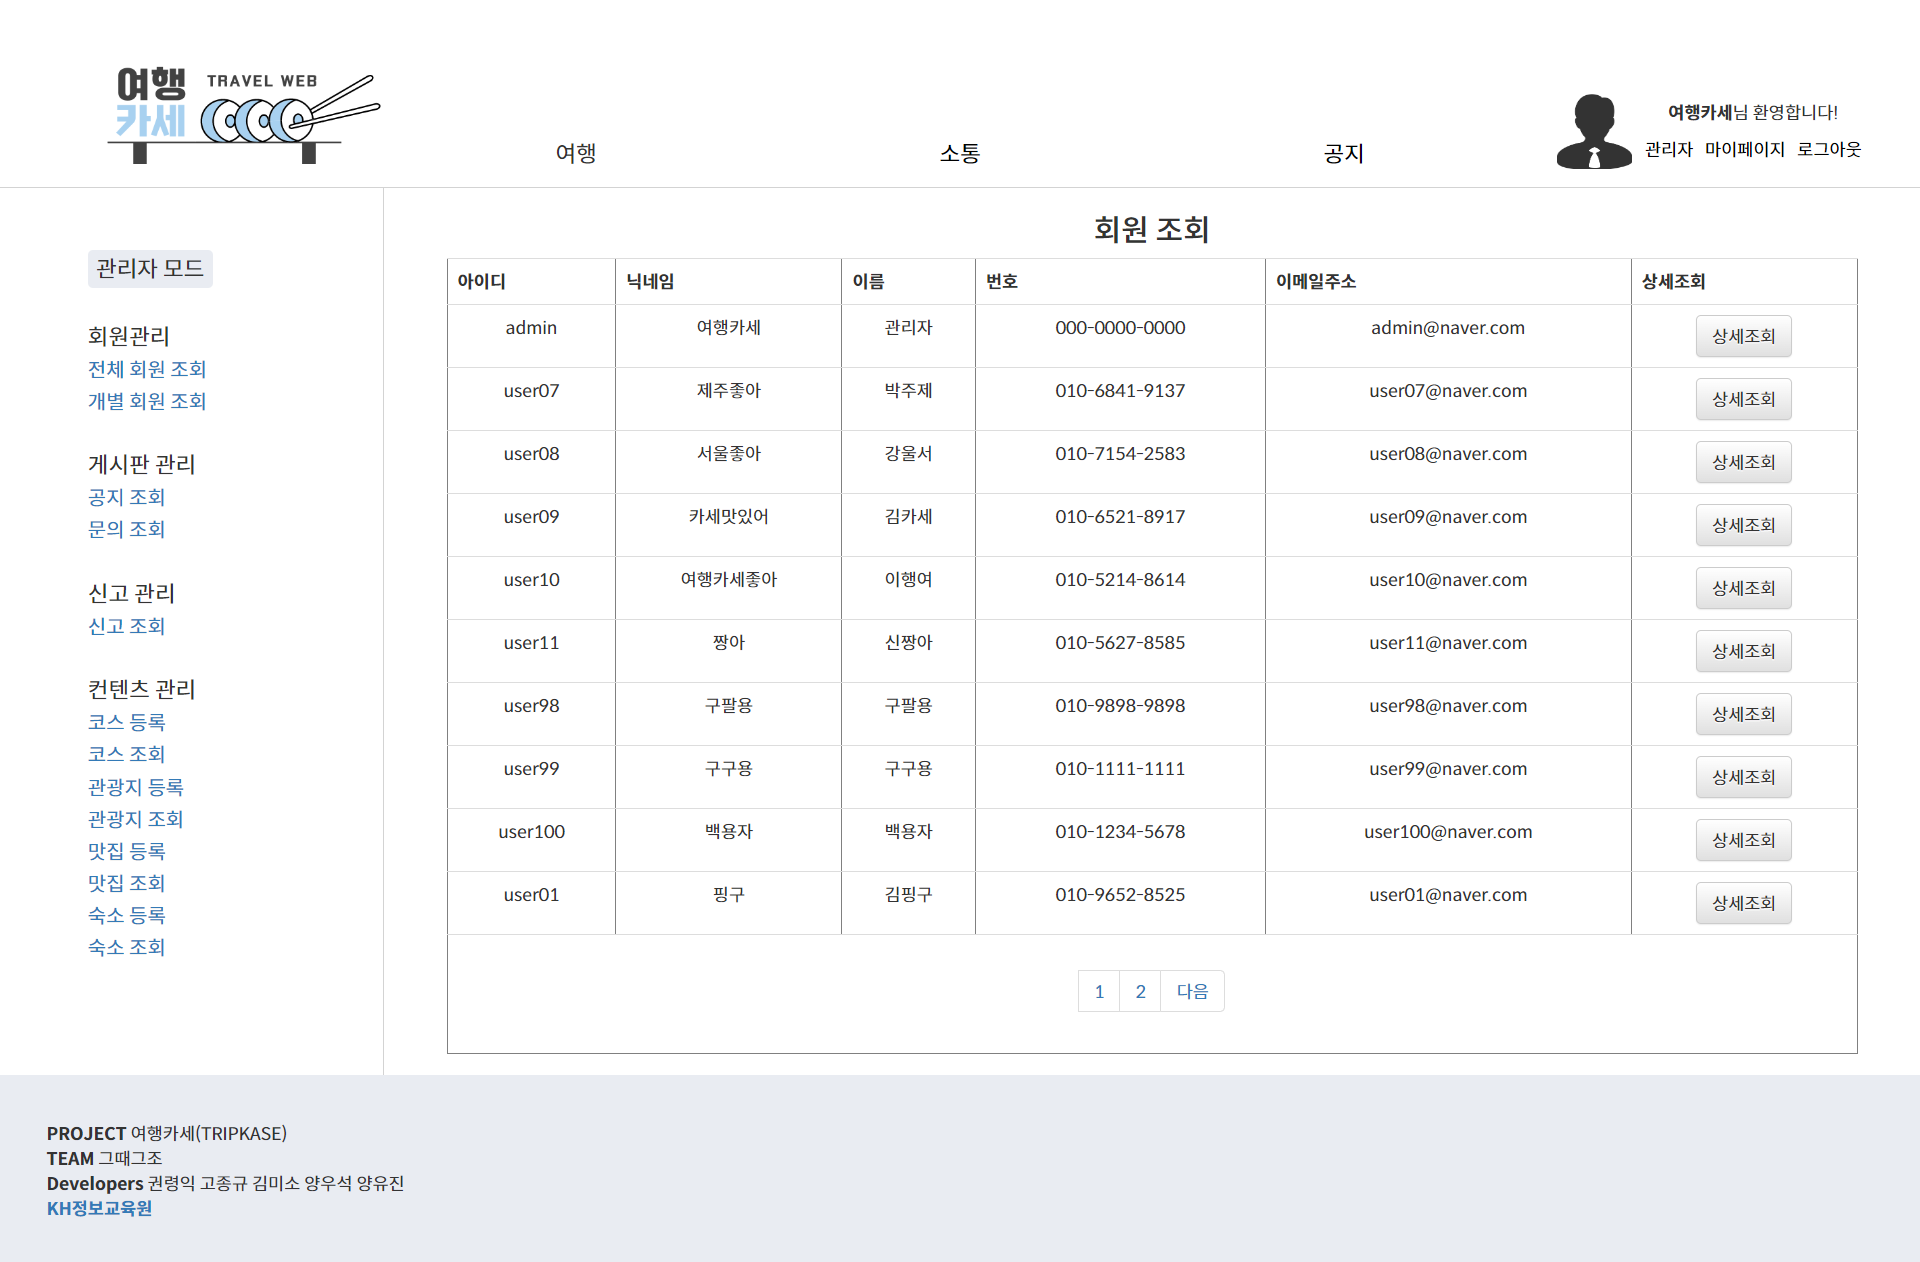 여행 TRAVEL WEB
카세
여행 소통 공지
여행카세님 환영합니다!
관리자 마이페이지 로그아웃
관리자 모드
회원관리
전체 회원 조회
개별 회원 조회
게시판 관리
공지 조회
문의 조회
신고 관리
신고 조회
컨텐츠 관리
코스 등록
코스 조회
관광지 등록
관광지 조회
맛집 등록
맛집 조회
숙소 등록
숙소 조회
회원 조회
아이디 닉네임 이름 번호 이메일주소 상세조회
admin 여행카세 관리자 000-0000-0000 admin@naver.com 상세조회
user07 제주좋아 박주제 010-6841-9137 user07@naver.com 상세조회
user08 서울좋아 강울서 010-7154-2583 user08@naver.com 상세조회
user09 카세맛있어 김카세 010-6521-8917 user09@naver.com 상세조회
user10 여행카세좋아 이행여 010-5214-8614 user10@naver.com 상세조회
user11 짱아 신짱아 010-5627-8585 user11@naver.com 상세조회
user98 구팔용 구팔용 010-9898-9898 user98@naver.com 상세조회
user99 구구용 구구용 010-1111-1111 user99@naver.com 상세조회
user100 백용자 백용자 010-1234-5678 user100@naver.com 상세조회
user01 핑구 김핑구 010-9652-8525 user01@naver.com 상세조회
1 2 다음
PROJECT 여행카세(TRIPKASE)
TEAM 그때그조
Developers 권령익 고종규 김미소 양우석 양유진
KH정보교육원